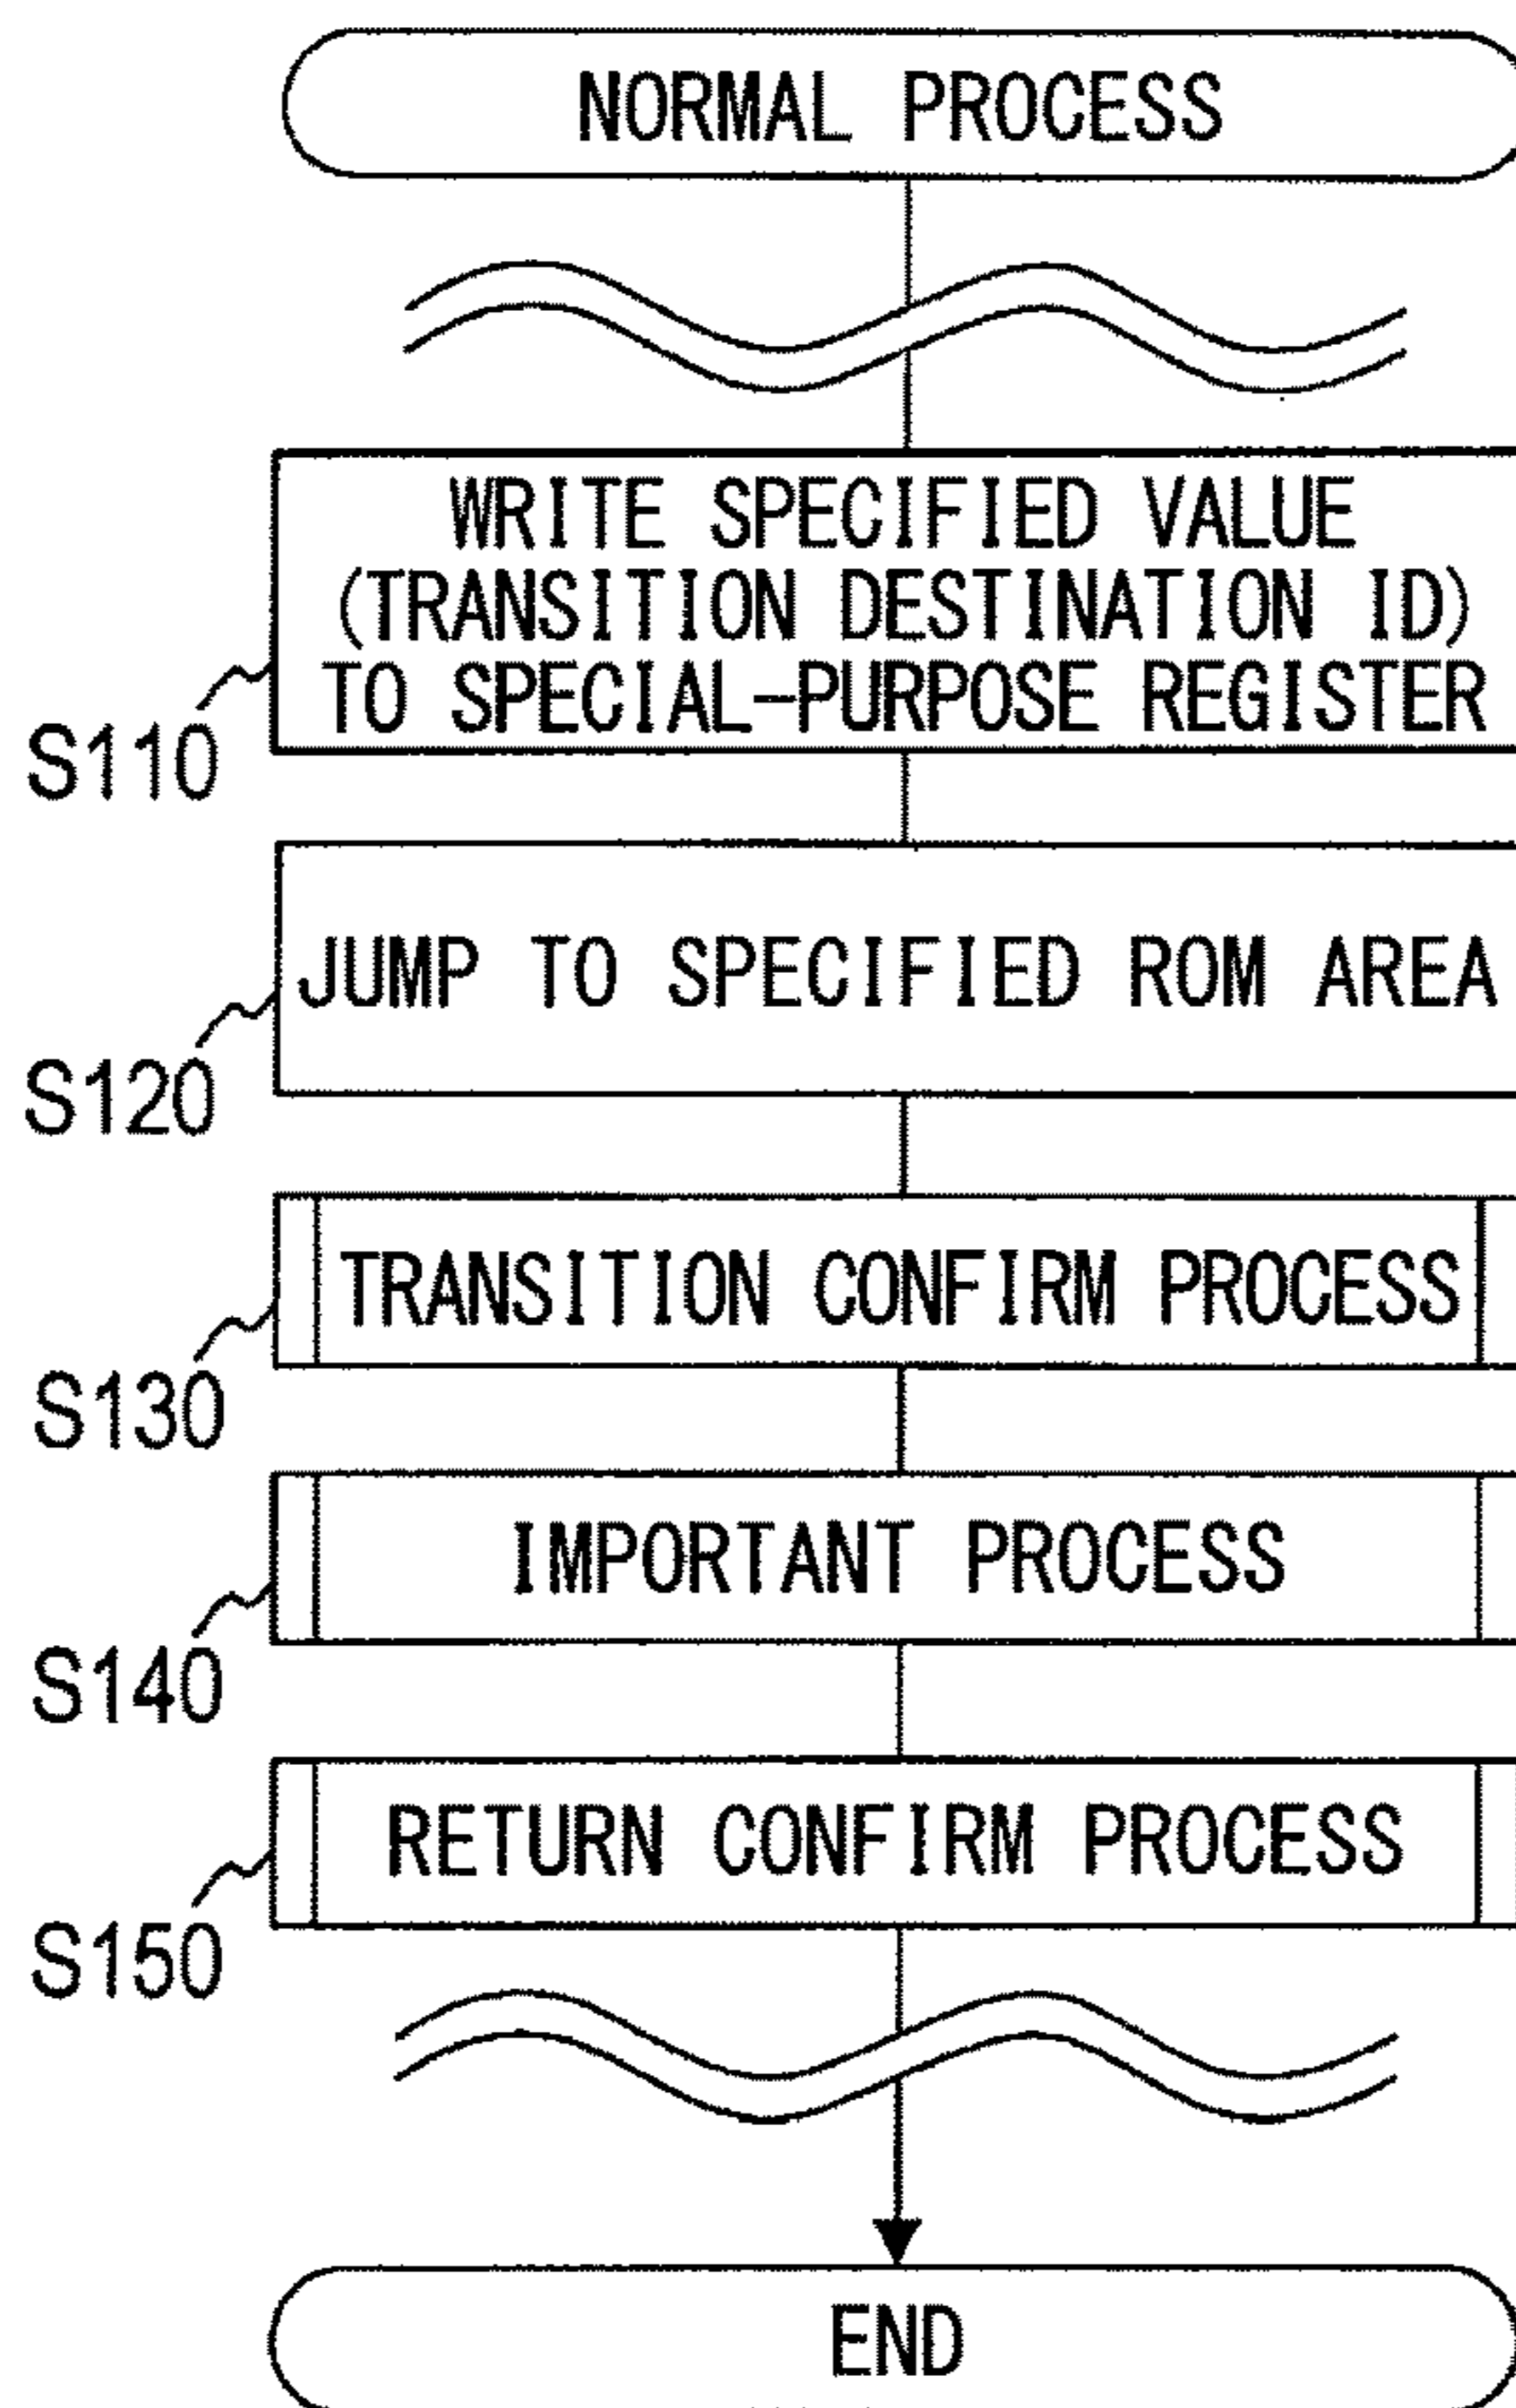 NORMAL PROCESS
WRITE SPECIFIED VALUE
(TRANSITION DESTINATION ID)
TO SPECIAL-PURPOSE REGISTER
S110
JUMP TO SPECIFIED ROM AREA
S120
TRANSITION CONFIRM PROCESS
S130
IMPORTANT PROCESS
S140
RETURN CONFIRM PROCESS
S150
END